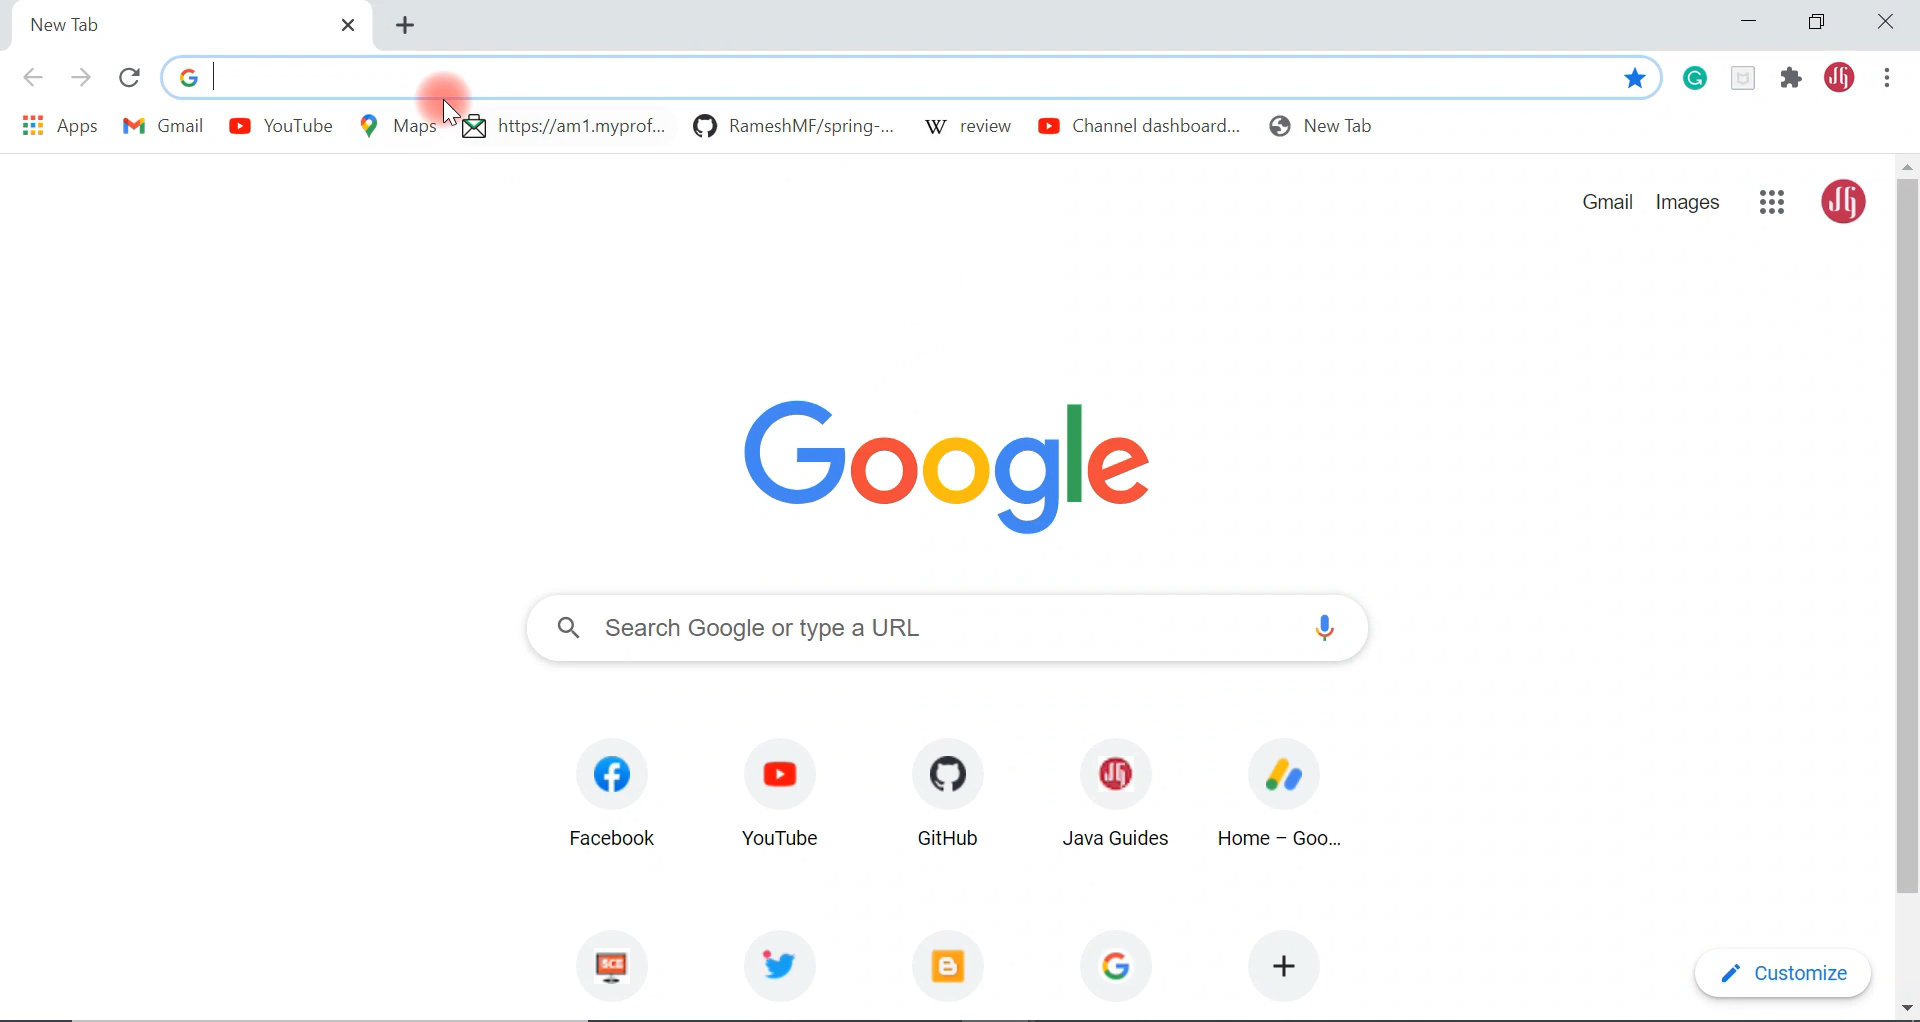 New Tab
Apps Gmail YouTube Maps https://am1.myprof... RameshMF/spring-... review Channel dashboard... New Tab
Gmail Images
Google
Search Google or type a URL
Facebook YouTube GitHub Java Guides Home – Goo...
SCE
Customize